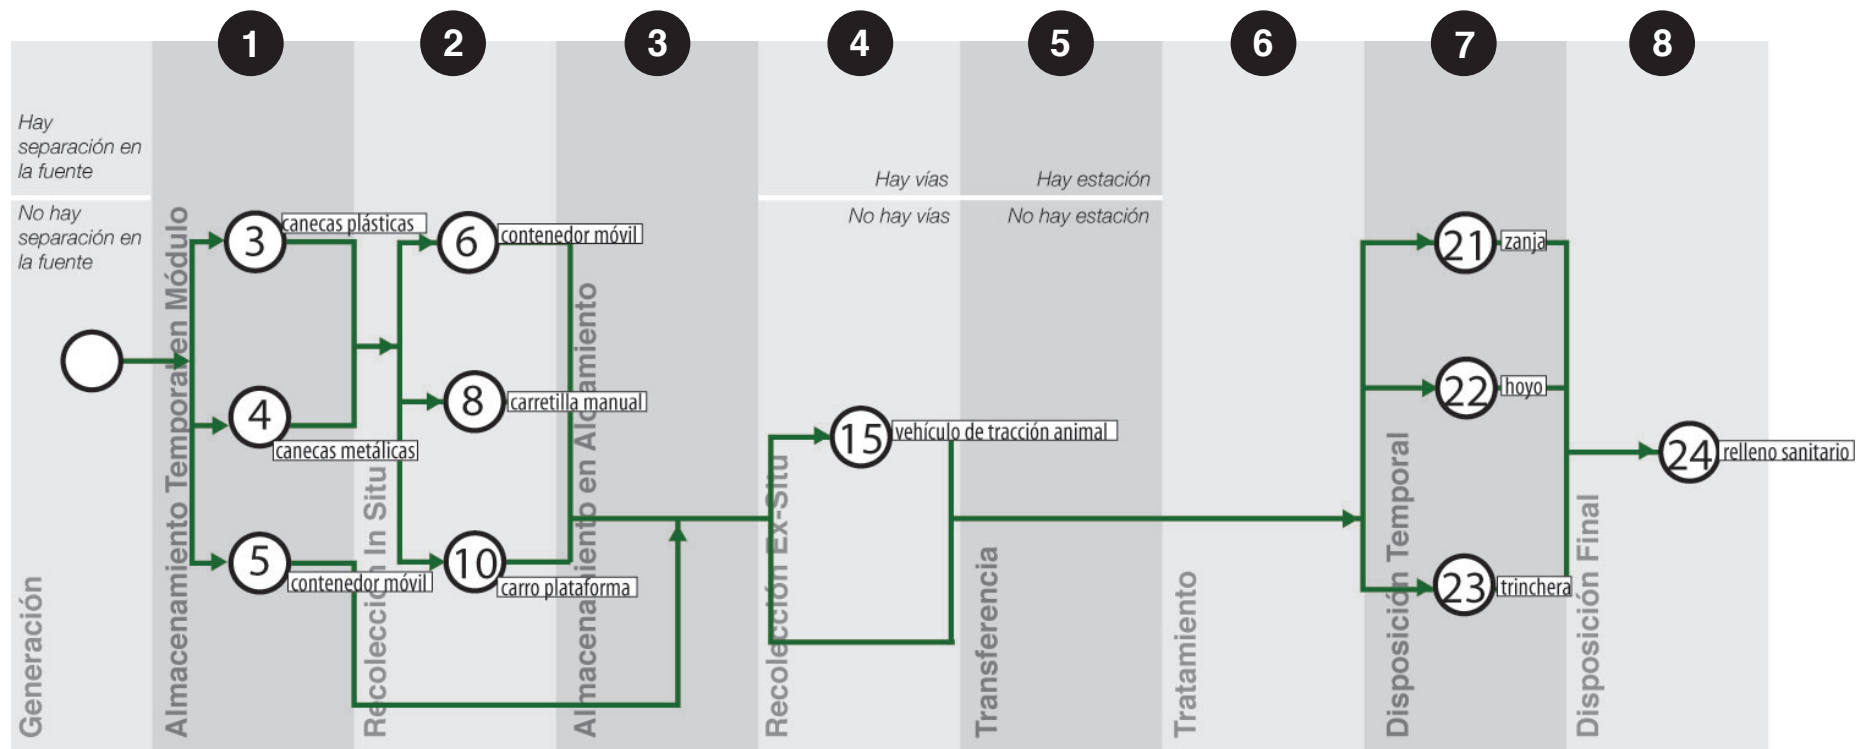 1
2
3
4
5
6
7
8
Hay
separación en
la fuente
No hay
separación en
la fuente
Hay vías
No hay vías
Hay estación
No hay estación
Generación
Almacenamiento Temporal en Módulo
3
canecas plásticas
4
canecas metálicas
5
contenedor móvil
Recolección In Situ
6
contenedor móvil
8
carretilla manual
10
carro plataforma
Almacenamiento en Alojamiento
Recolección Ex-Situ
15
vehículo de tracción animal
Transferencia
Tratamiento
Disposición Temporal
21
zanja
22
hoyo
23
trinchera
Disposición Final
24
relleno sanitario